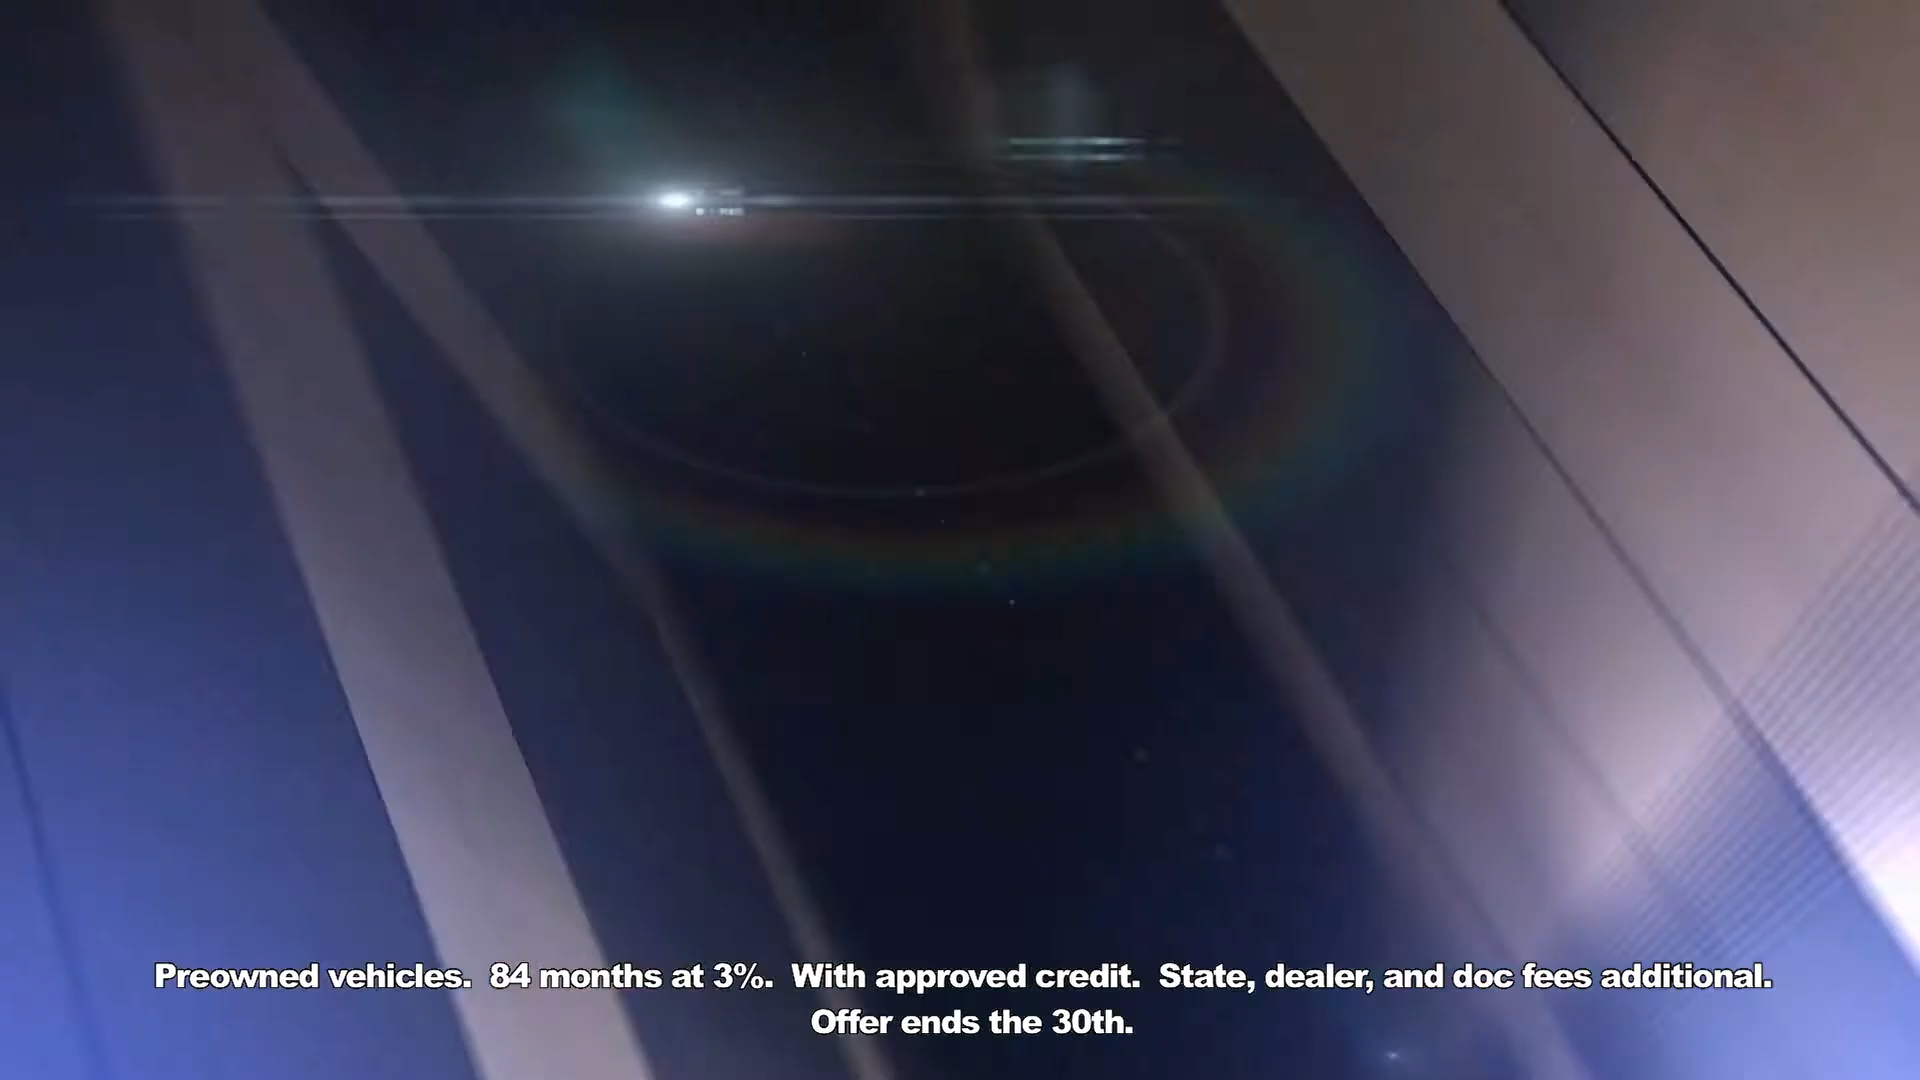 Preowned vehicles.  84 months at 3%.  With approved credit.  State, dealer, and doc fees additional.
Offer ends the 30th.